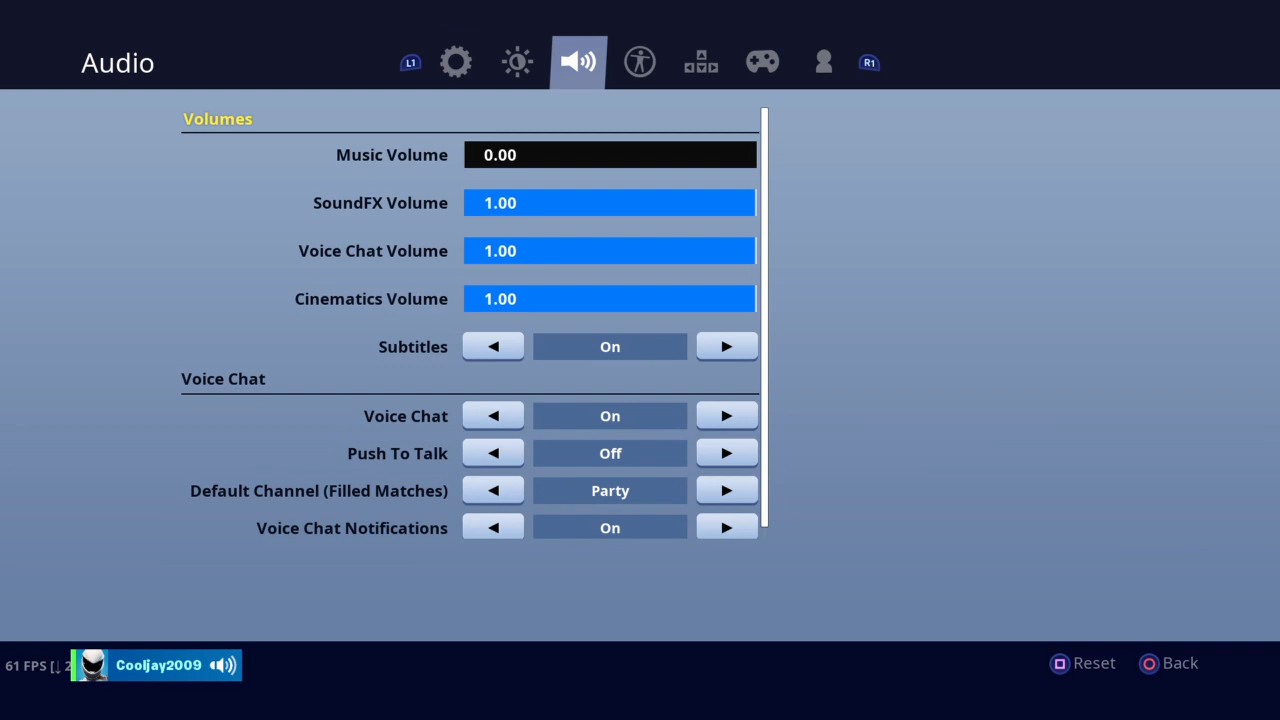 Audio
L1
R1
Volumes
Music Volume 0.00
SoundFX Volume 1.00
Voice Chat Volume 1.00
Cinematics Volume 1.00
Subtitles On
Voice Chat
Voice Chat On
Push To Talk Off
Default Channel (Filled Matches) Party
Voice Chat Notifications On
61 FPS [↓ 2
Cooljay2009
Reset
Back